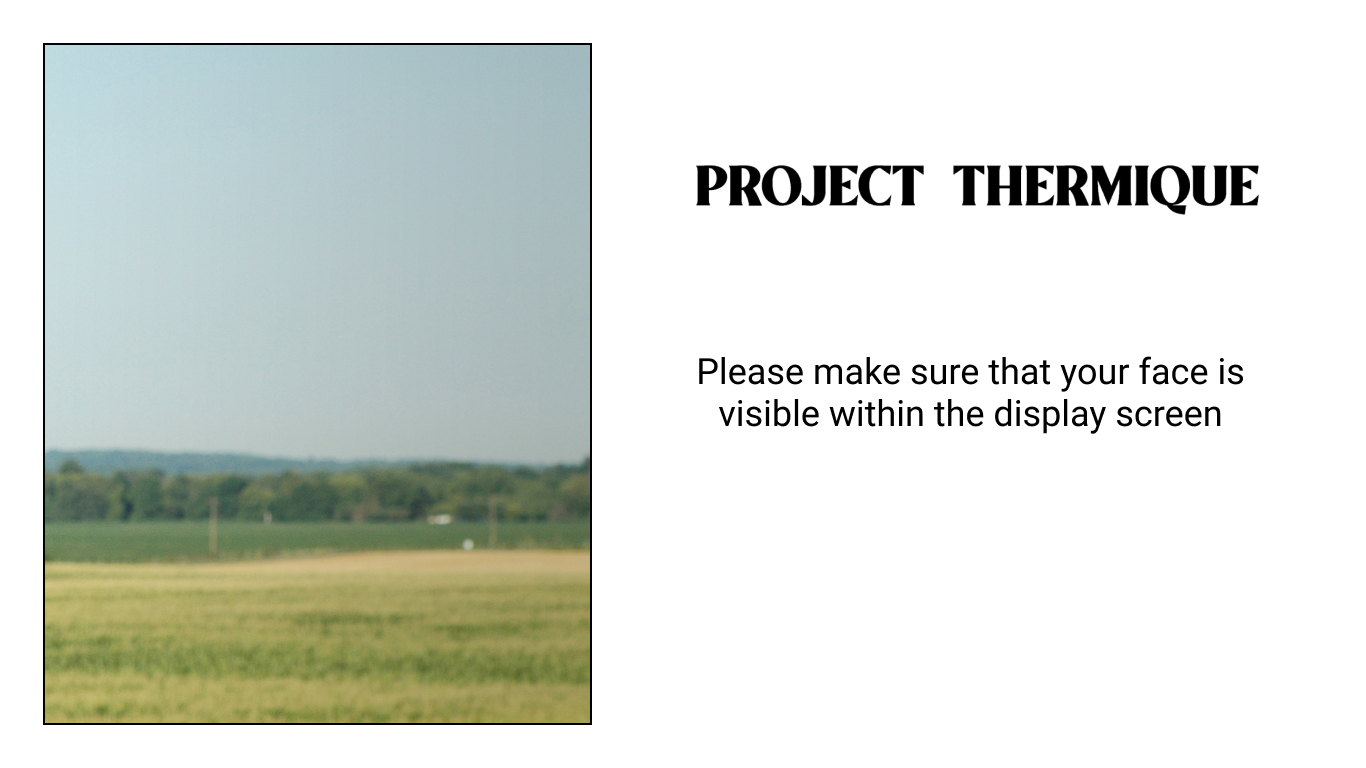 PROJECT THERMIQUE
Please make sure that your face is
visible within the display screen